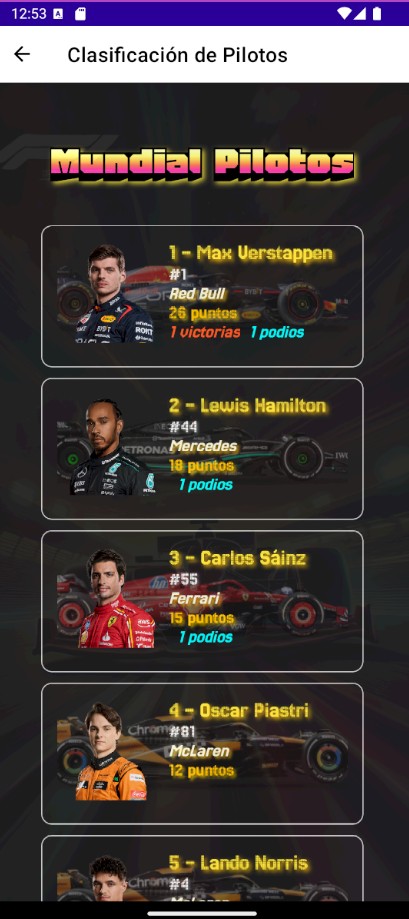 12:53
Clasificación de Pilotos
Mundial Pilotos
1 - Max Verstappen
#1
Red Bull
26 puntos
1 victorias 1 podios
2 - Lewis Hamilton
#44
Mercedes
18 puntos
1 podios
3 - Carlos Sáinz
#55
Ferrari
15 puntos
1 podios
4 - Oscar Piastri
#81
McLaren
12 puntos
5 - Lando Norris
#4